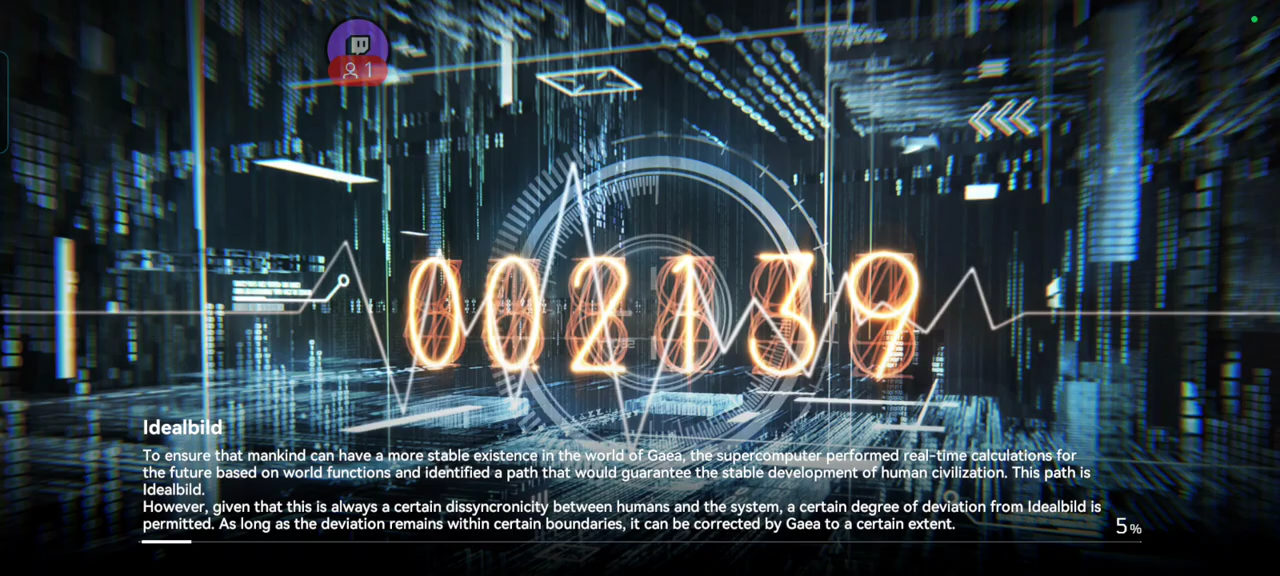 1
002139
Idealbild
To ensure that mankind can have a more stable existence in the world of Gaea, the supercomputer performed real-time calculations for
the future based on world functions and identified a path that would guarantee the stable development of human civilization. This path is
Idealbild.
However, given that this is always a certain dissyncronicity between humans and the system, a certain degree of deviation from Idealbild is
permitted. As long as the deviation remains within certain boundaries, it can be corrected by Gaea to a certain extent.
5%